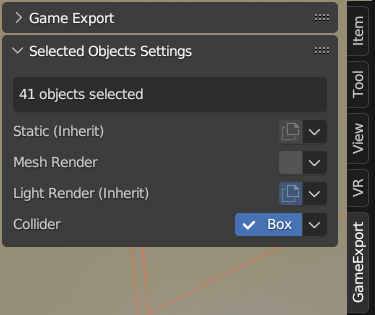 Game Export
Selected Objects Settings
41 objects selected
Static (Inherit)
Mesh Render
Light Render (Inherit)
Collider
Box
Item
Tool
View
VR
GameExport